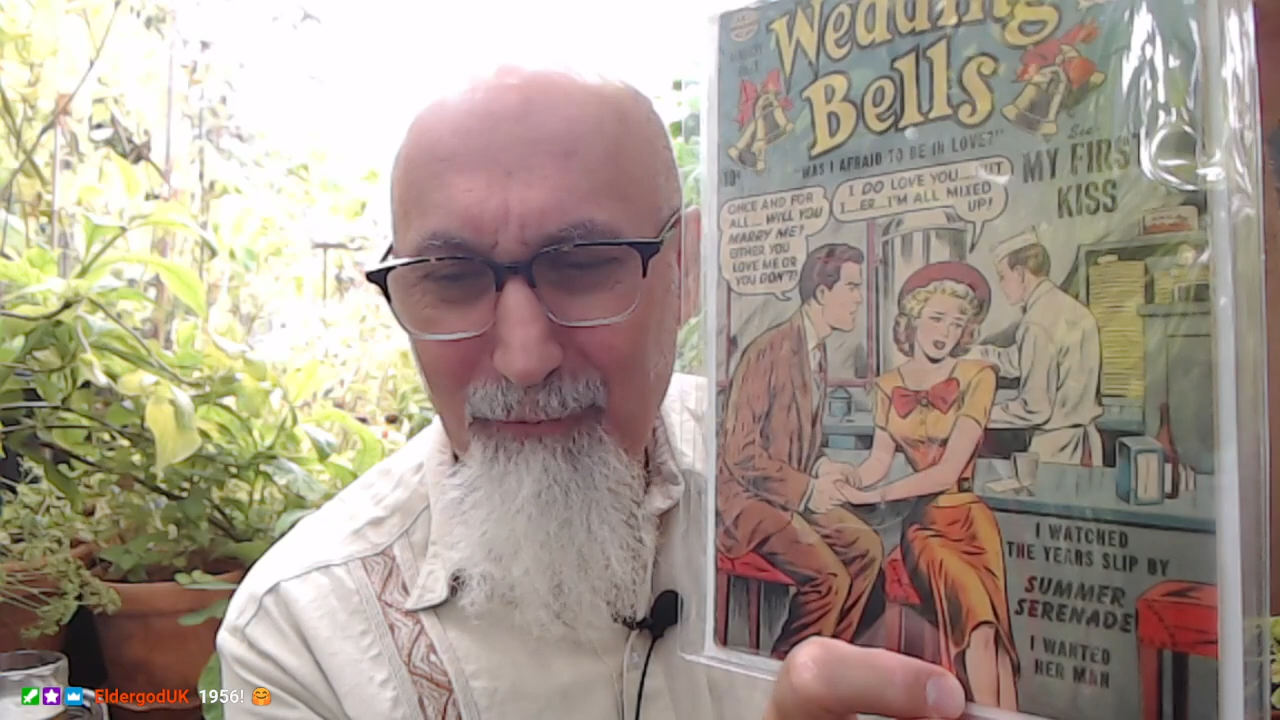 Wedding
Bells
10¢
"WAS I AFRAID TO BE IN LOVE?"
See
MY FIRST
KISS
ONCE AND FOR
ALL... WILL YOU
MARRY ME?
EITHER YOU
LOVE ME OR
YOU DON'T!
I DO LOVE YOU... BUT
I...ER...I'M ALL MIXED
UP!
I WATCHED
THE YEARS SLIP BY
SUMMER
SERENADE
I WANTED
HER MAN
EldergodUK 1956! 🤗